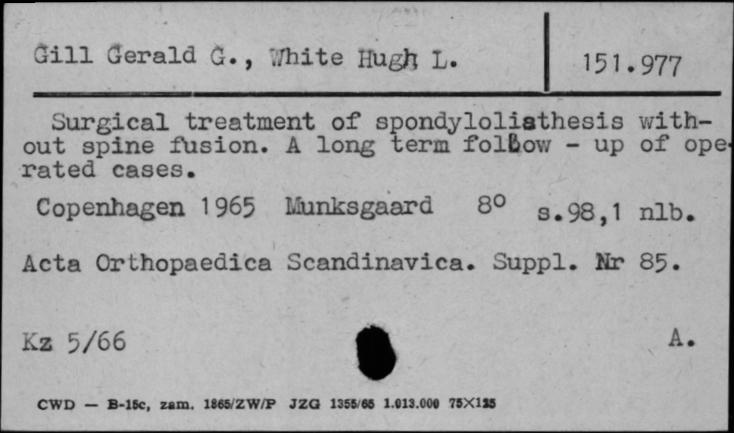 Gill Gerald G., White Hugh L.
151.977
Surgical treatment of spondylolisthesis with-
out spine fusion. A long term follow - up of ope-
rated cases.
Copenhagen 1965 Munksgaard 8° s.98,1 nlb.
Acta Orthopaedica Scandinavica. Suppl. Nr 85.
Kz 5/66
A.
CWD — B-15c, zam. 1865/ZW/P JZG 1355/65 1.013.000 75X125